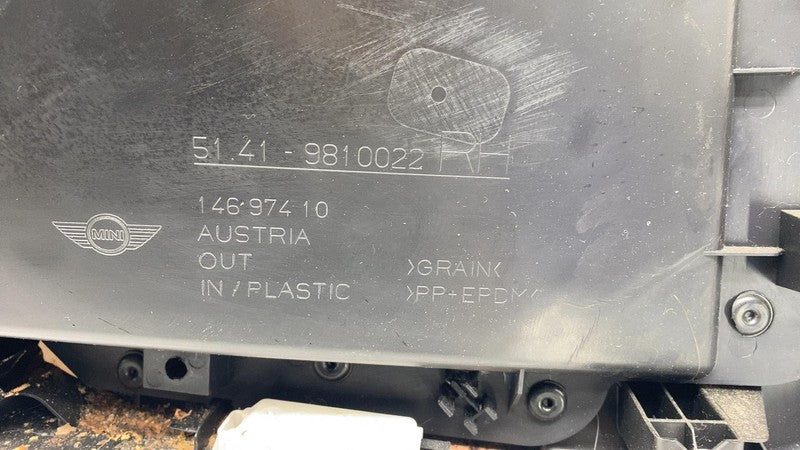 51.41 - 9810022 RH
146 974 10
MINI
AUSTRIA
OUT >GRAIN<
IN / PLASTIC >PP+EPDM<